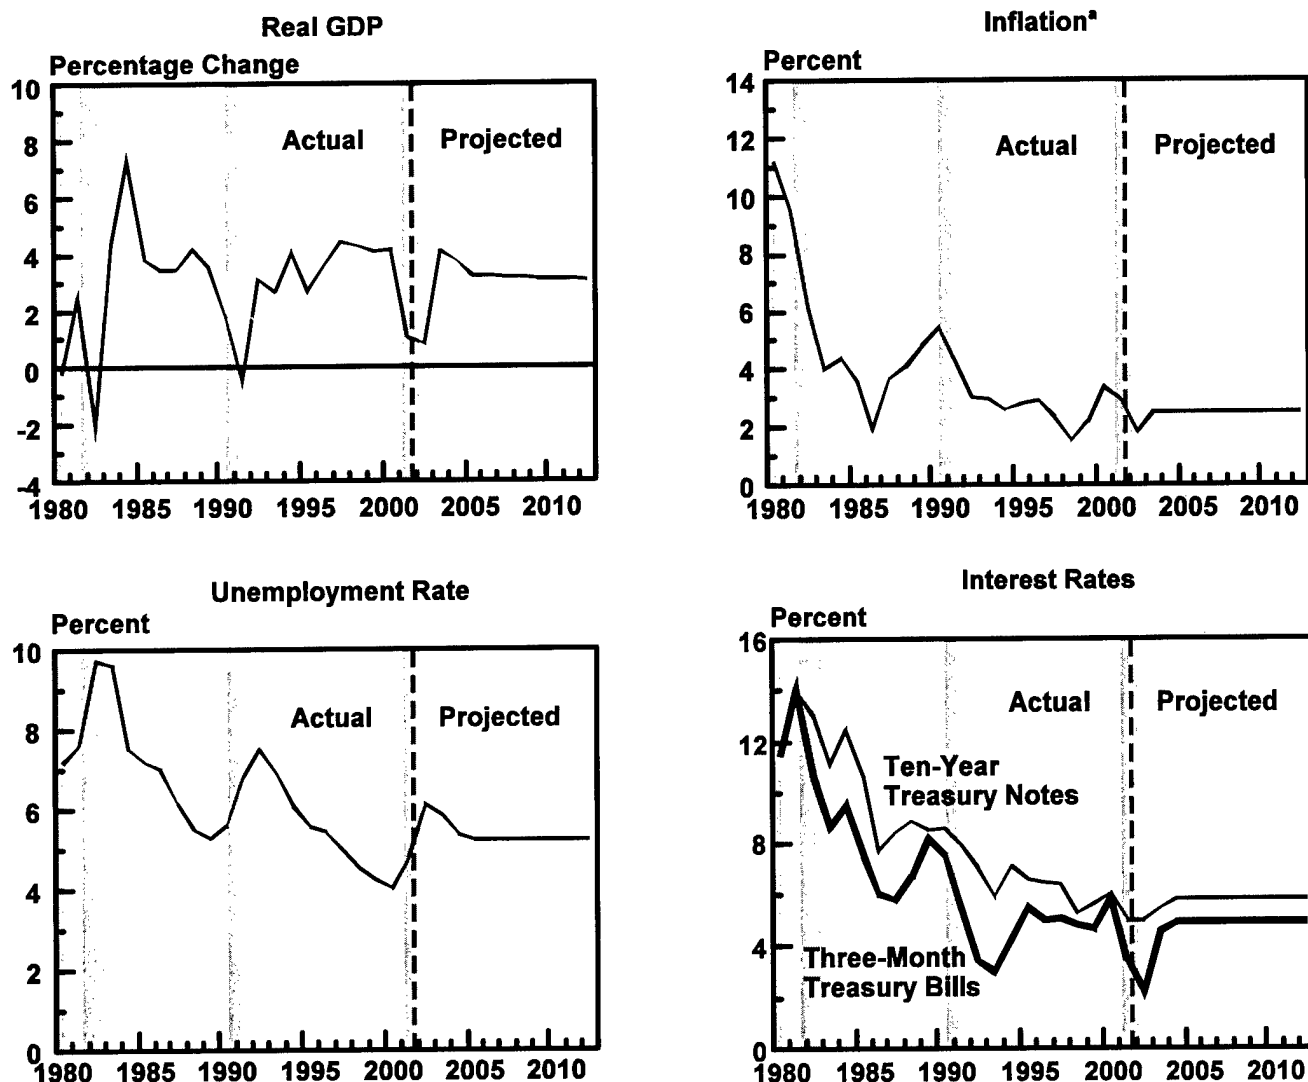 Real GDP
Percentage Change
10
8
6
4
2
0
-2
-4
Actual
Projected
1980 1985 1990 1995 2000 2005 2010
Inflationª
Percent
14
12
10
8
6
4
2
0
Actual
Projected
1980 1985 1990 1995 2000 2005 2010
Unemployment Rate
Percent
10
8
6
4
2
0
Actual
Projected
1980 1985 1990 1995 2000 2005 2010
Interest Rates
Percent
16
12
8
4
0
Actual
Projected
Ten-Year
Treasury Notes
Three-Month
Treasury Bills
1980 1985 1990 1995 2000 2005 2010